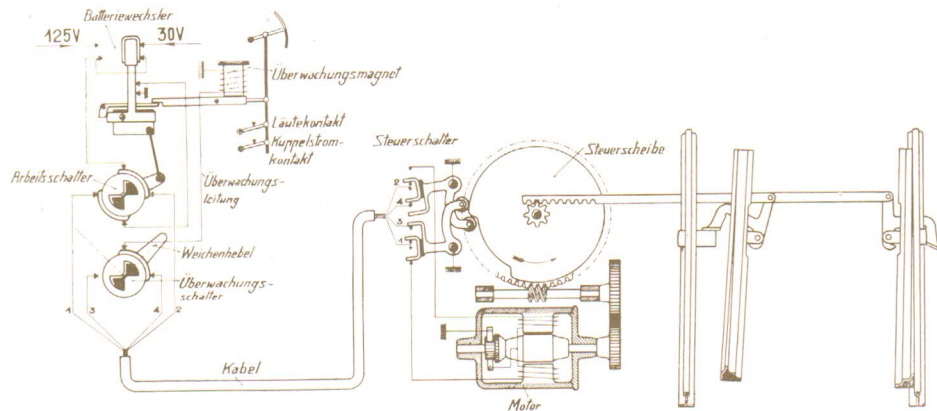 Batteriewechsler
125V
30V
Überwachungsmagnet
Läutekontakt
Kuppelstrom-
kontakt
Steuerschalter
Steuerscheibe
Arbeitsschalter
Überwachungs-
leitung
2
4
3
1
Weichenhebel
Überwachungs-
schalter
1
3
4
2
Kabel
Motor